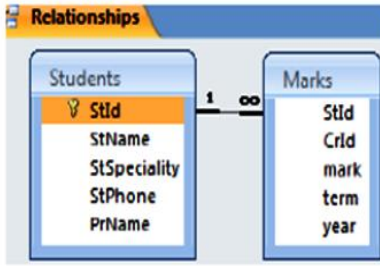 Relationships
Students
StId
StName
StSpeciality
StPhone
PrName
1 ∞
Marks
StId
CrId
mark
term
year